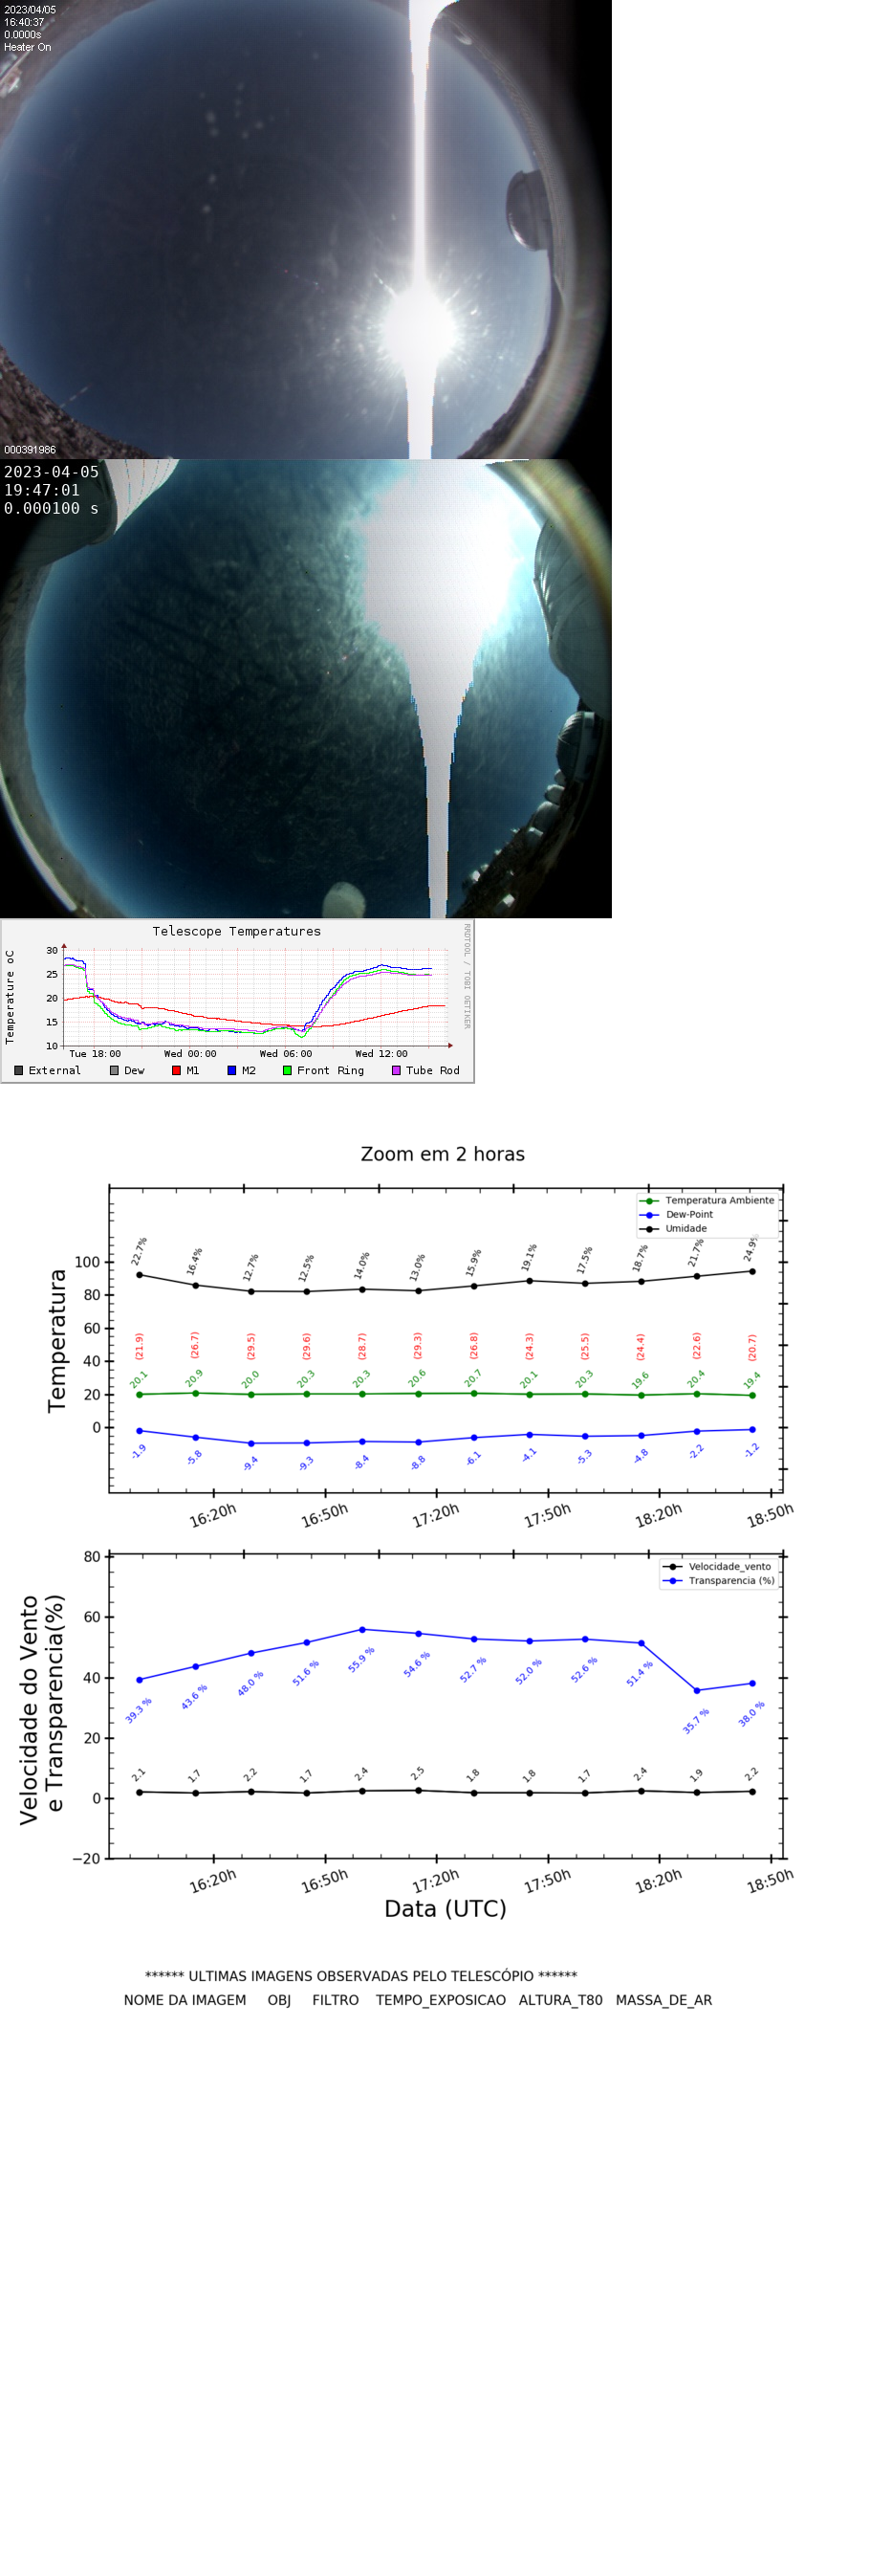 2023/04/05
16:40:37
0.0000s
Heater On
000391986
2023-04-05
19:47:01
0.000100 s
Telescope Temperatures
RRDTOOL / TOBI OETIKER
Temperature oC
30
25
20
15
10
Tue 18:00 Wed 00:00 Wed 06:00 Wed 12:00
External Dew M1 M2 Front Ring Tube Rod
Zoom em 2 horas
Temperatura Ambiente
Dew-Point
Umidade
Temperatura
100
80
60
40
20
0
22.7% 16.4% 12.7% 12.5% 14.0% 13.0% 15.9% 19.1% 17.5% 18.7% 21.7% 24.9%
(21.9) (26.7) (29.5) (29.6) (28.7) (29.3) (26.8) (24.3) (25.5) (24.4) (22.6) (20.7)
20.1 20.9 20.0 20.3 20.3 20.6 20.7 20.1 20.3 19.6 20.4 19.4
-1.9 -5.8 -9.4 -9.3 -8.4 -8.8 -6.1 -4.1 -5.3 -4.8 -2.2 -1.2
16:20h 16:50h 17:20h 17:50h 18:20h 18:50h
Velocidade_vento
Transparencia (%)
Velocidade do Vento
e Transparencia(%)
80
60
40
20
0
−20
39.3 % 43.6 % 48.0 % 51.6 % 55.9 % 54.6 % 52.7 % 52.0 % 52.6 % 51.4 % 35.7 % 38.0 %
2.1 1.7 2.2 1.7 2.4 2.5 1.8 1.8 1.7 2.4 1.9 2.2
16:20h 16:50h 17:20h 17:50h 18:20h 18:50h
Data (UTC)
****** ULTIMAS IMAGENS OBSERVADAS PELO TELESCÓPIO ******
NOME DA IMAGEM OBJ FILTRO TEMPO_EXPOSICAO ALTURA_T80 MASSA_DE_AR